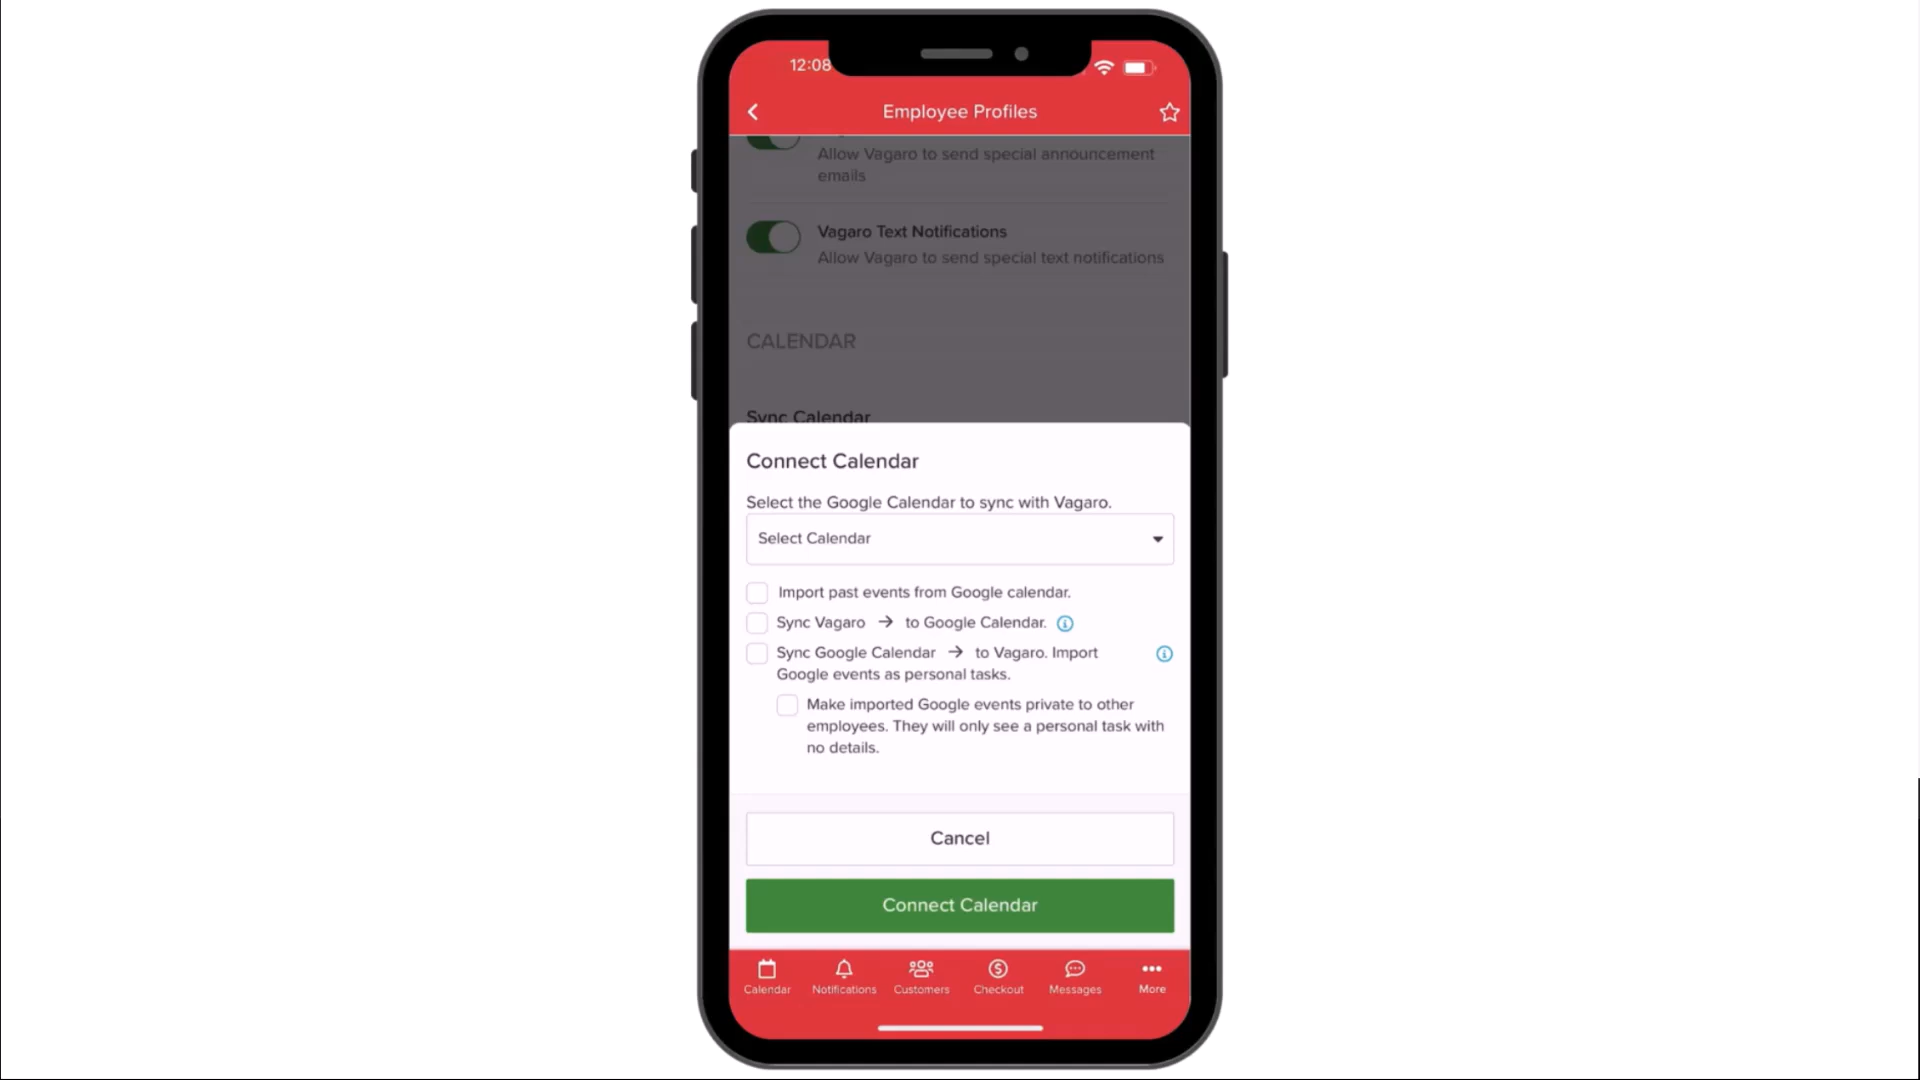 12:08
Employee Profiles
Allow Vagaro to send special announcement
emails
Vagaro Text Notifications
Allow Vagaro to send special text notifications
CALENDAR
Sync Calendar
Connect Calendar
Select the Google Calendar to sync with Vagaro.
Select Calendar
Import past events from Google calendar.
Sync Vagaro → to Google Calendar.
Sync Google Calendar → to Vagaro. Import
Google events as personal tasks.
Make imported Google events private to other
employees. They will only see a personal task with
no details.
Cancel
Connect Calendar
Calendar Notifications Customers Checkout Messages More